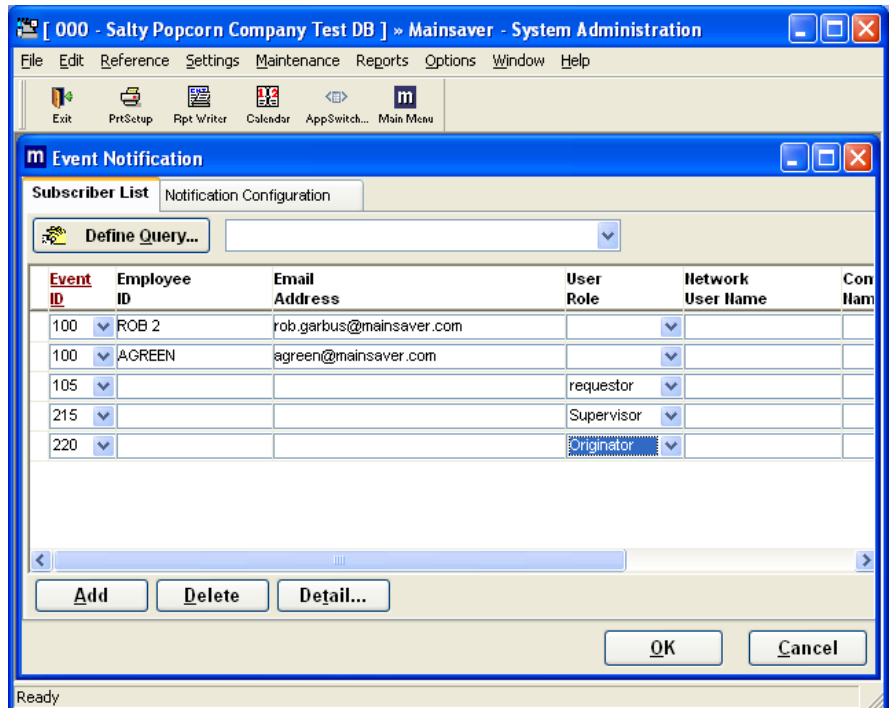 [ 000 - Salty Popcorn Company Test DB ] » Mainsaver - System Administration
File Edit Reference Settings Maintenance Reports Options Window Help
Exit PrtSetup Rpt Writer Calendar AppSwitch... Main Menu
m Event Notification
Subscriber List Notification Configuration
Define Query...
Event Employee Email User Network Con
ID ID Address Role User Name Nam
100 ROB 2 rob.garbus@mainsaver.com
100 AGREEN agreen@mainsaver.com
105 requestor
215 Supervisor
220 Originator
Add Delete Detail...
OK Cancel
Ready